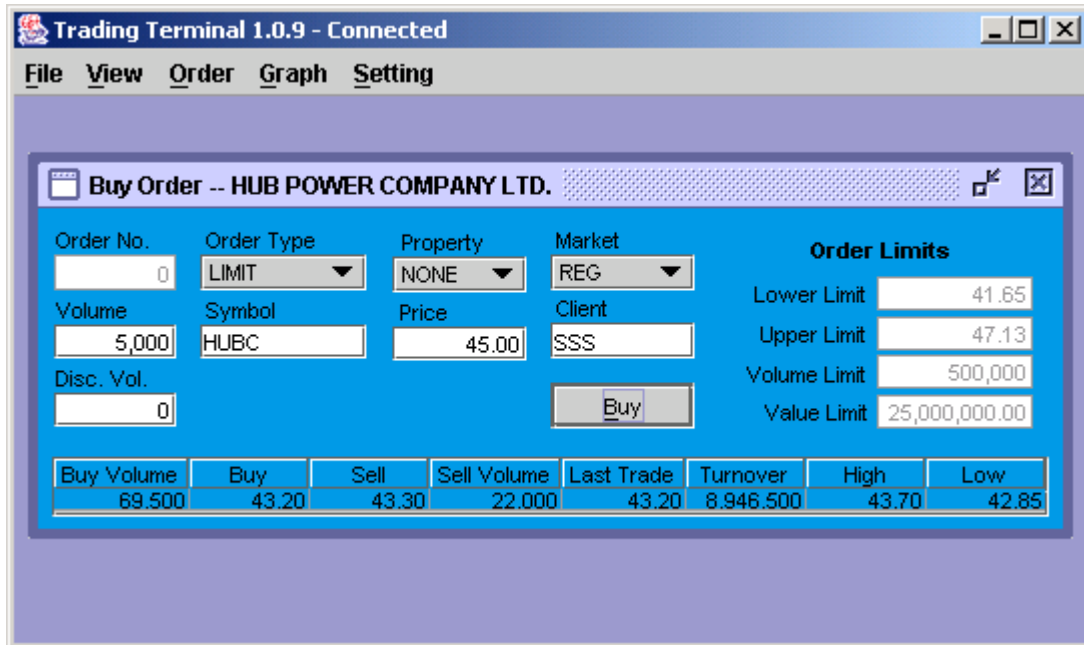 Trading Terminal 1.0.9 - Connected
File View Order Graph Setting
Buy Order -- HUB POWER COMPANY LTD.
Order No. Order Type Property Market Order Limits
0 LIMIT NONE REG Lower Limit 41.65
Volume Symbol Price Client Upper Limit 47.13
5,000 HUBC 45.00 SSS Volume Limit 500,000
Disc. Vol. Value Limit 25,000,000.00
0 Buy
Buy Volume Buy Sell Sell Volume Last Trade Turnover High Low
69.500 43.20 43.30 22.000 43.20 8.946.500 43.70 42.85